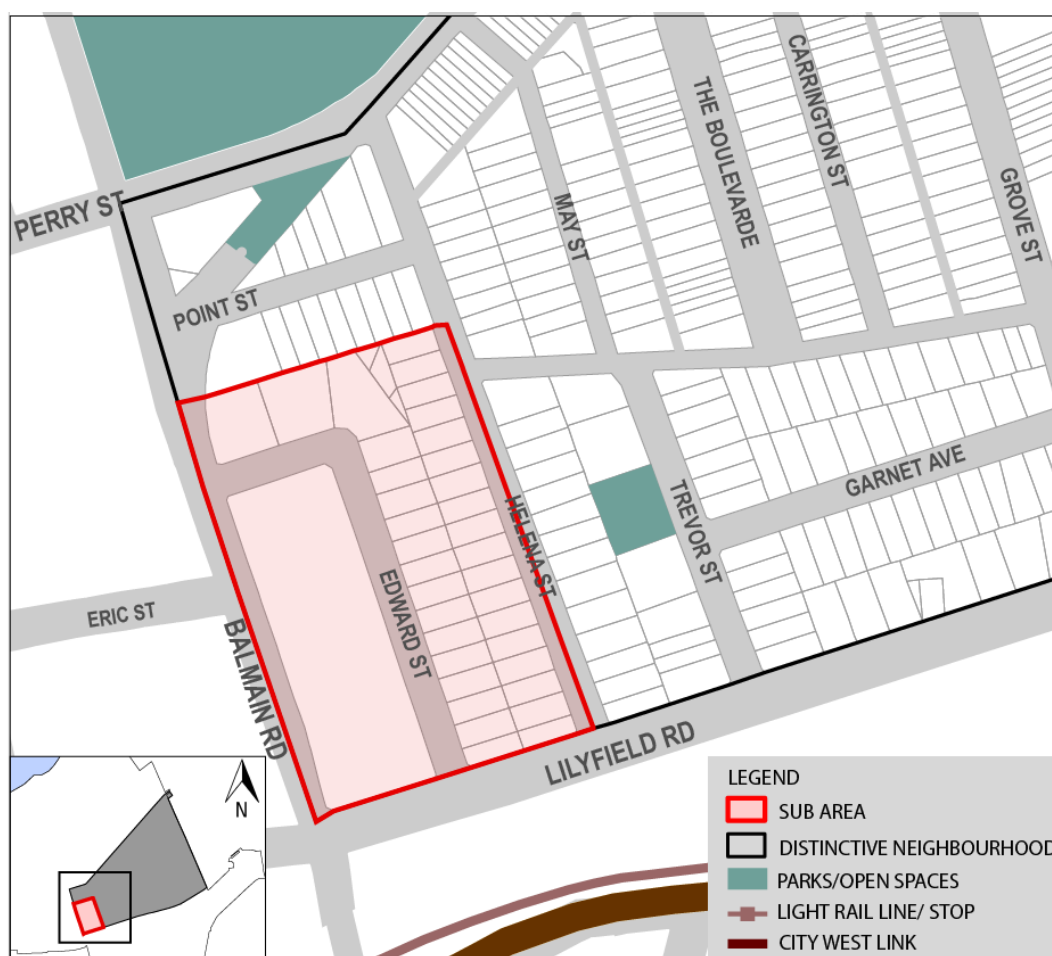 PERRY ST
POINT ST
MAY ST
THE BOULEVARDE
CARRINGTON ST
GROVE ST
GARNET AVE
TREVOR ST
HELENA ST
EDWARD ST
ERIC ST
BALMAIN RD
LILYFIELD RD
N
LEGEND
SUB AREA
DISTINCTIVE NEIGHBOURHOOD
PARKS/OPEN SPACES
LIGHT RAIL LINE/ STOP
CITY WEST LINK